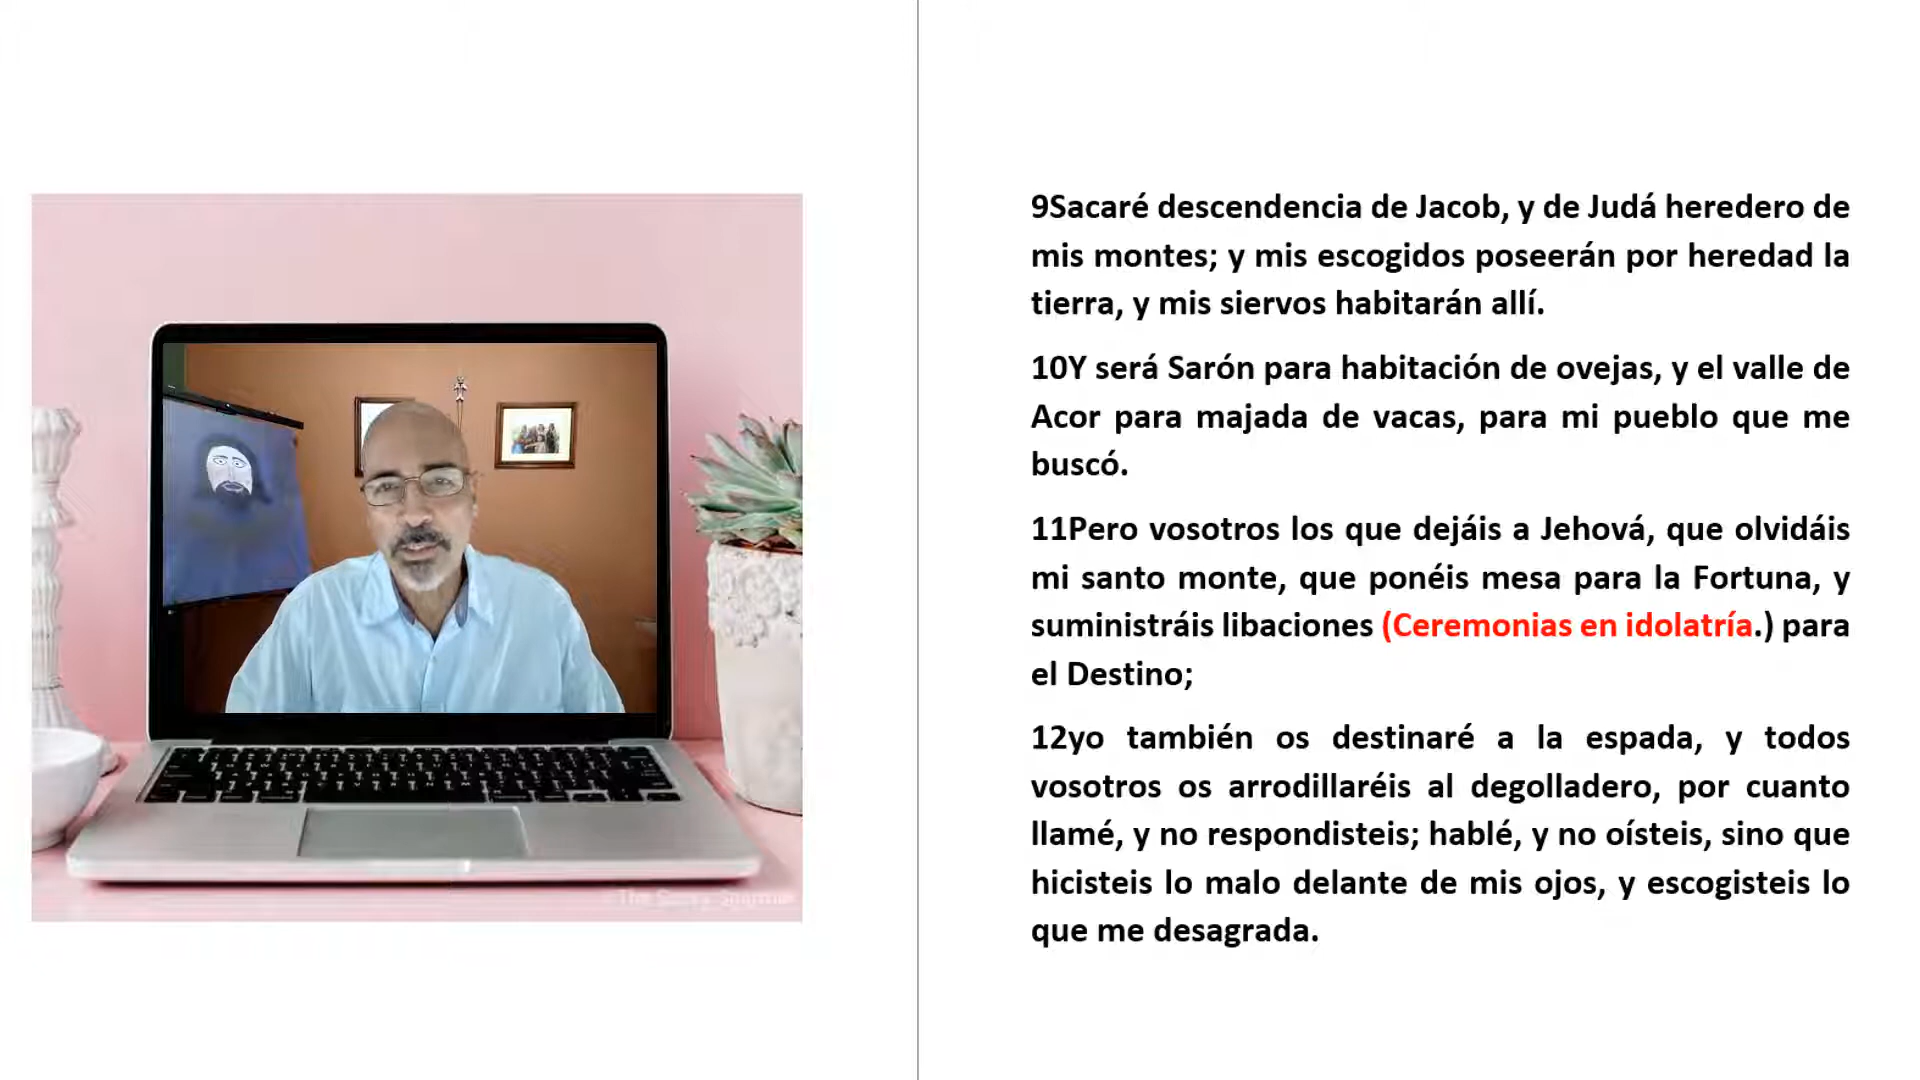 9Sacaré descendencia de Jacob, y de Judá heredero de
mis montes; y mis escogidos poseerán por heredad la
tierra, y mis siervos habitarán allí.
10Y será Sarón para habitación de ovejas, y el valle de
Acor para majada de vacas, para mi pueblo que me
buscó.
11Pero vosotros los que dejáis a Jehová, que olvidáis
mi santo monte, que ponéis mesa para la Fortuna, y
suministráis libaciones (Ceremonias en idolatría.) para
el Destino;
12yo también os destinaré a la espada, y todos
vosotros os arrodillaréis al degolladero, por cuanto
llamé, y no respondisteis; hablé, y no oísteis, sino que
hicisteis lo malo delante de mis ojos, y escogisteis lo
que me desagrada.